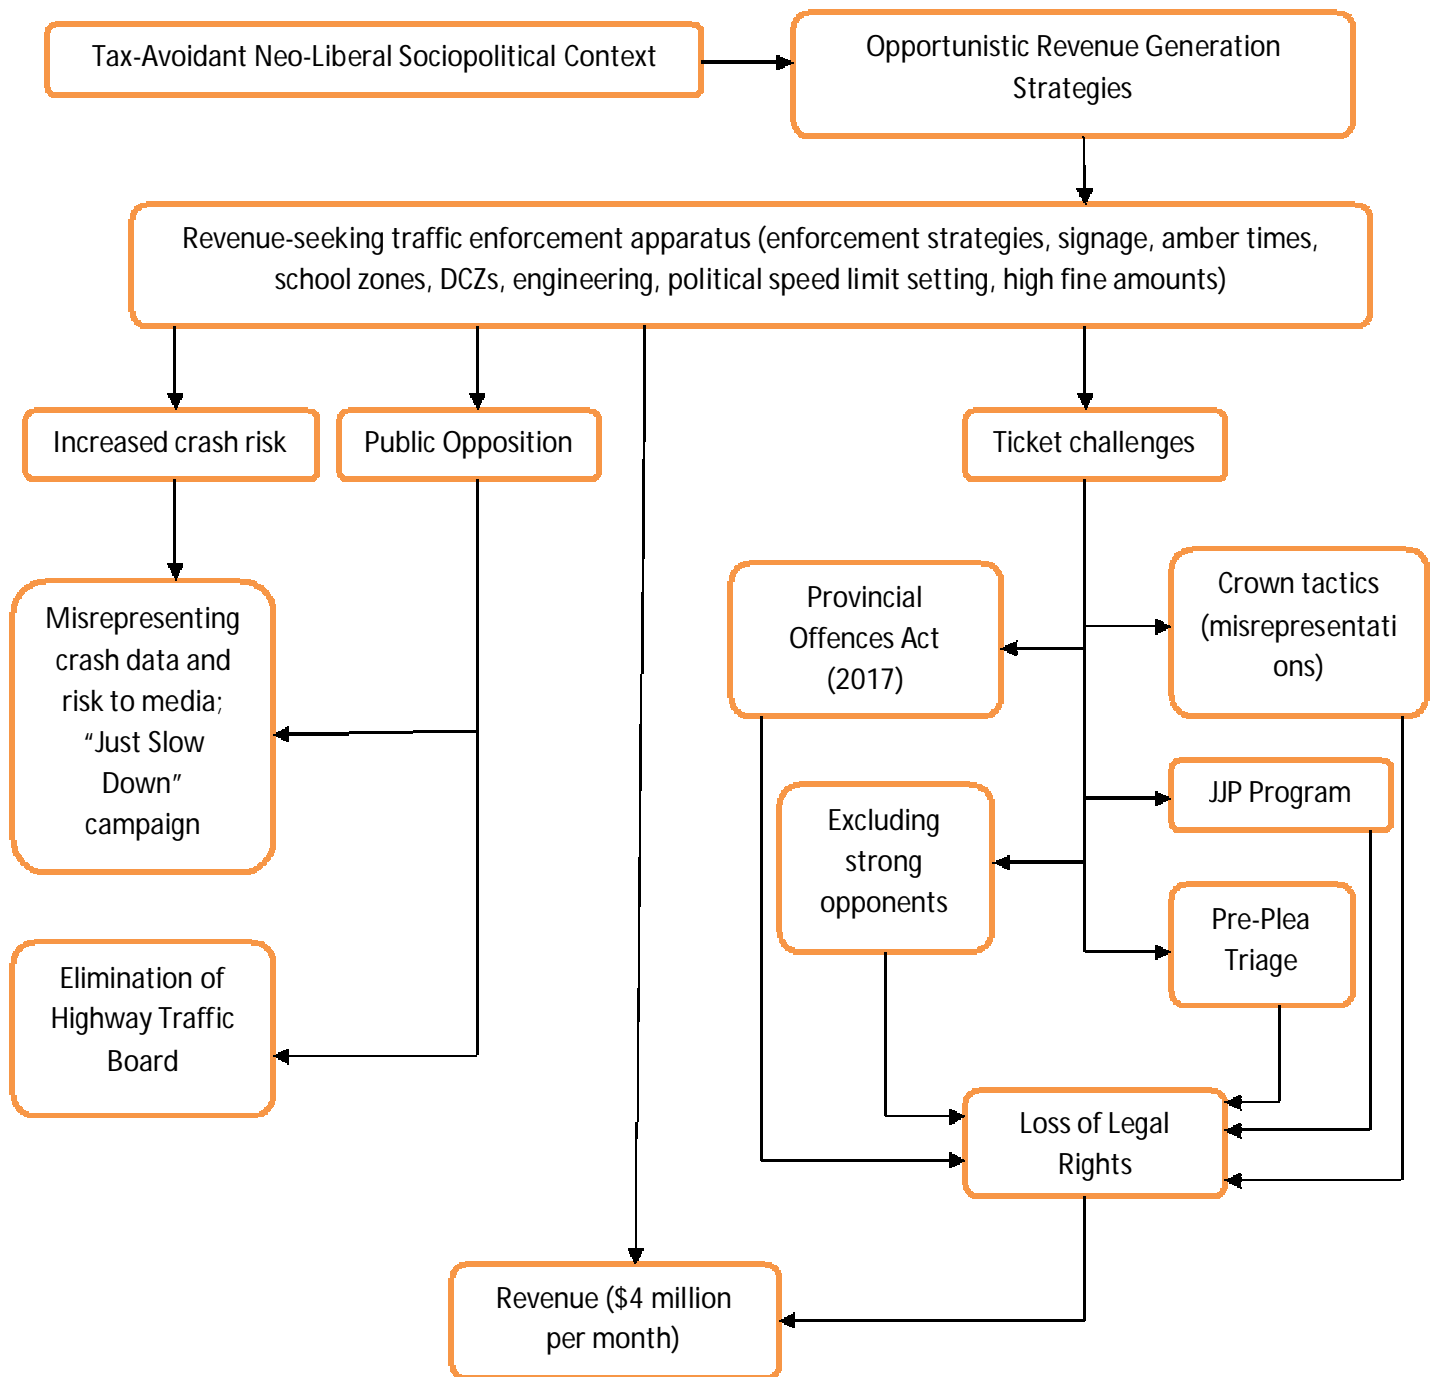 Tax-Avoidant Neo-Liberal Sociopolitical Context
Opportunistic Revenue Generation
Strategies
Revenue-seeking traffic enforcement apparatus (enforcement strategies, signage, amber times,
school zones, DCZs, engineering, political speed limit setting, high fine amounts)
Increased crash risk
Public Opposition
Ticket challenges
Misrepresenting
crash data and
risk to media;
“Just Slow
Down”
campaign
Provincial
Offences Act
(2017)
Crown tactics
(misrepresentati
ons)
JJP Program
Excluding
strong
opponents
Pre-Plea
Triage
Elimination of
Highway Traffic
Board
Loss of Legal
Rights
Revenue ($4 million
per month)